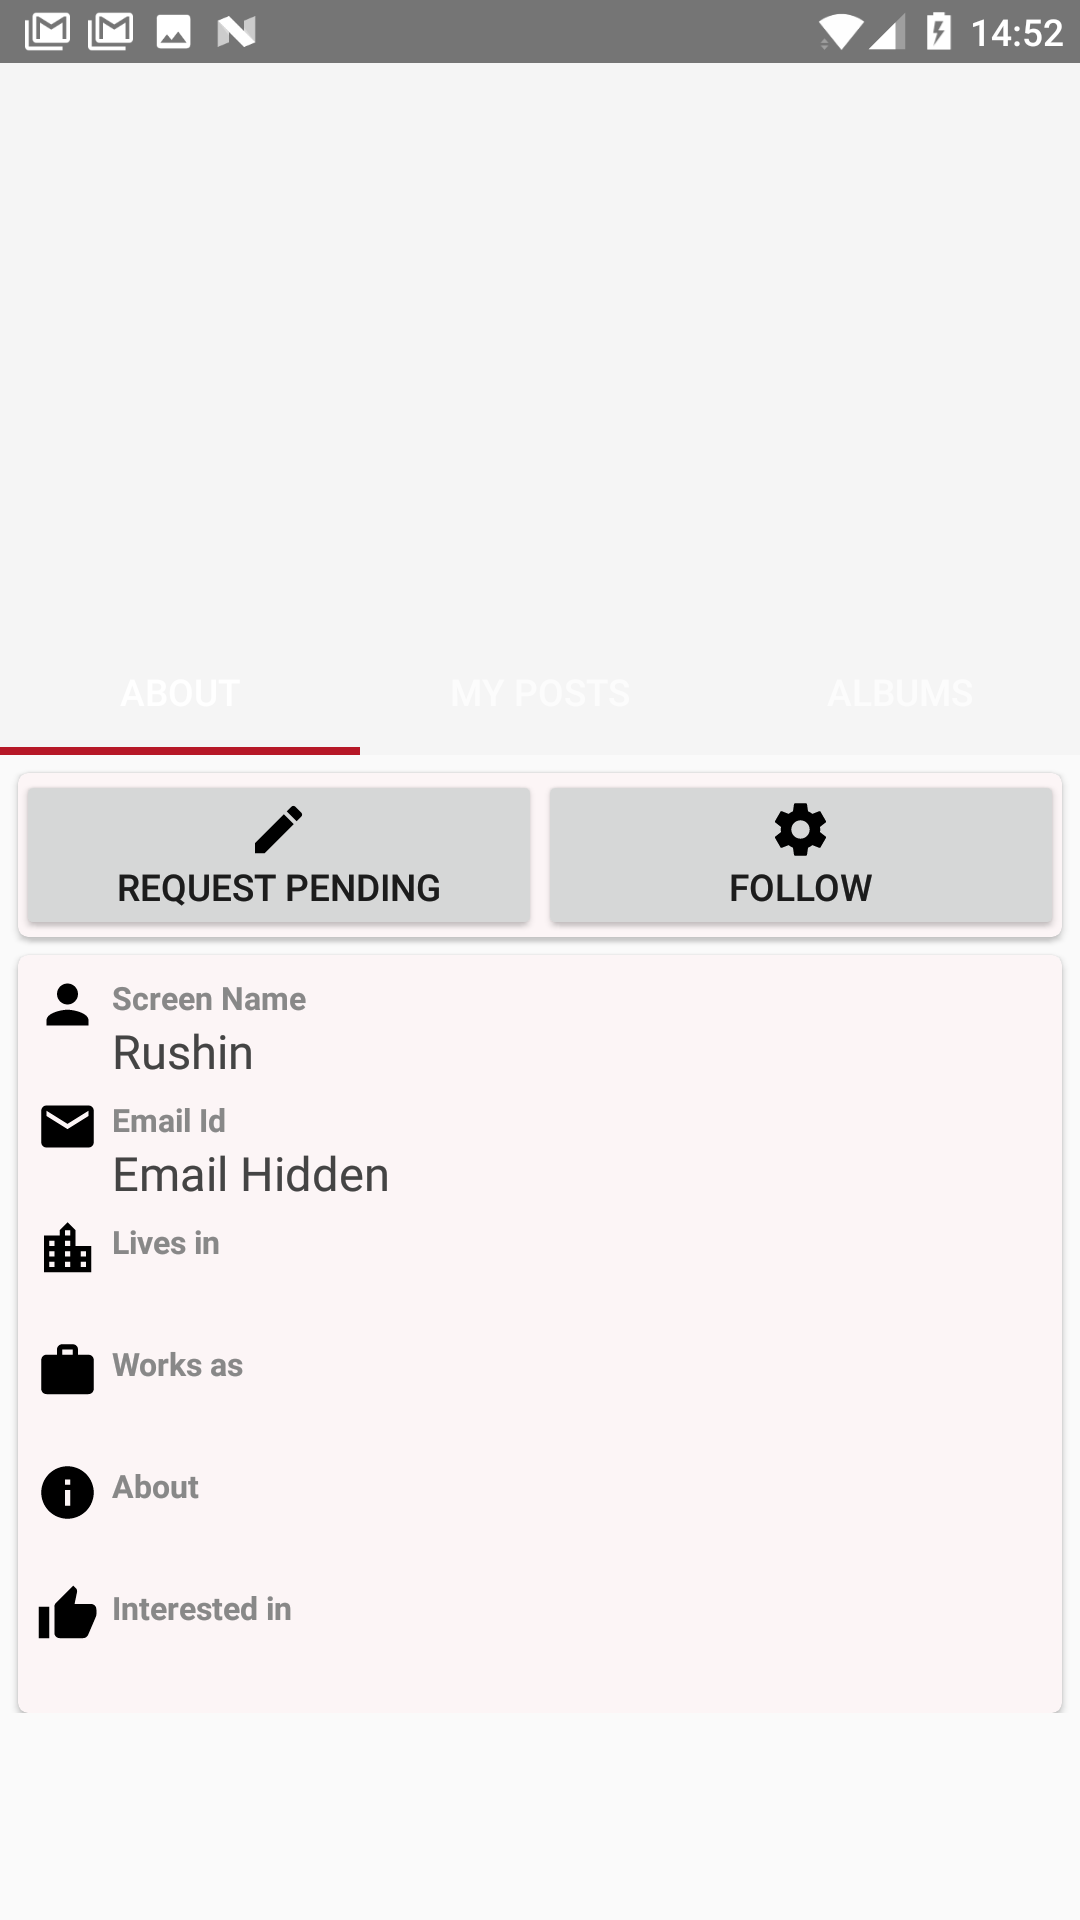 14:52
ABOUT MY POSTS ALBUMS
REQUEST PENDING FOLLOW
Screen Name
Rushin
Email Id
Email Hidden
Lives in
Works as
About
Interested in